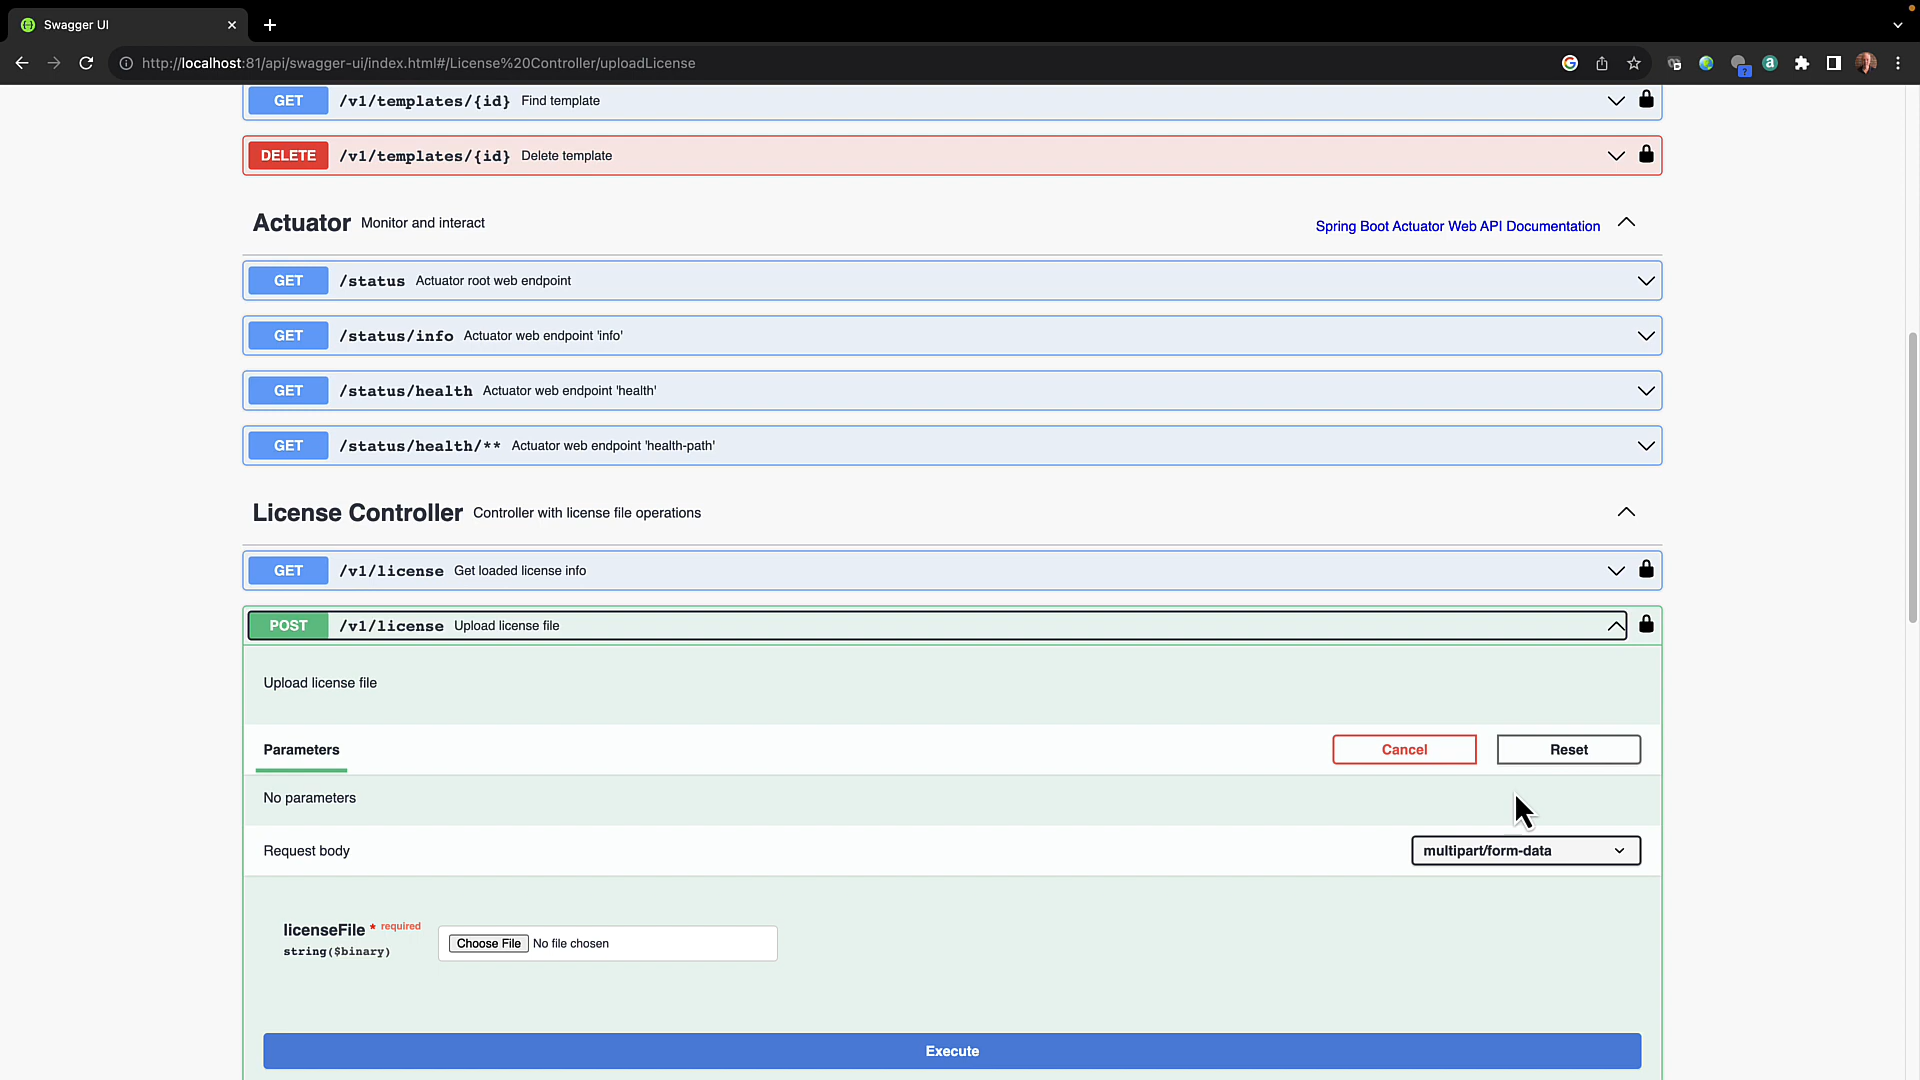 Swagger UI
http://localhost:81/api/swagger-ui/index.html#/License%20Controller/uploadLicense
GET /v1/templates/{id} Find template
DELETE /v1/templates/{id} Delete template
Actuator Monitor and interact Spring Boot Actuator Web API Documentation
GET /status Actuator root web endpoint
GET /status/info Actuator web endpoint 'info'
GET /status/health Actuator web endpoint 'health'
GET /status/health/** Actuator web endpoint 'health-path'
License Controller Controller with license file operations
GET /v1/license Get loaded license info
POST /v1/license Upload license file
Upload license file
Parameters Cancel Reset
No parameters
Request body multipart/form-data
licenseFile * required
string($binary)
Choose File No file chosen
Execute